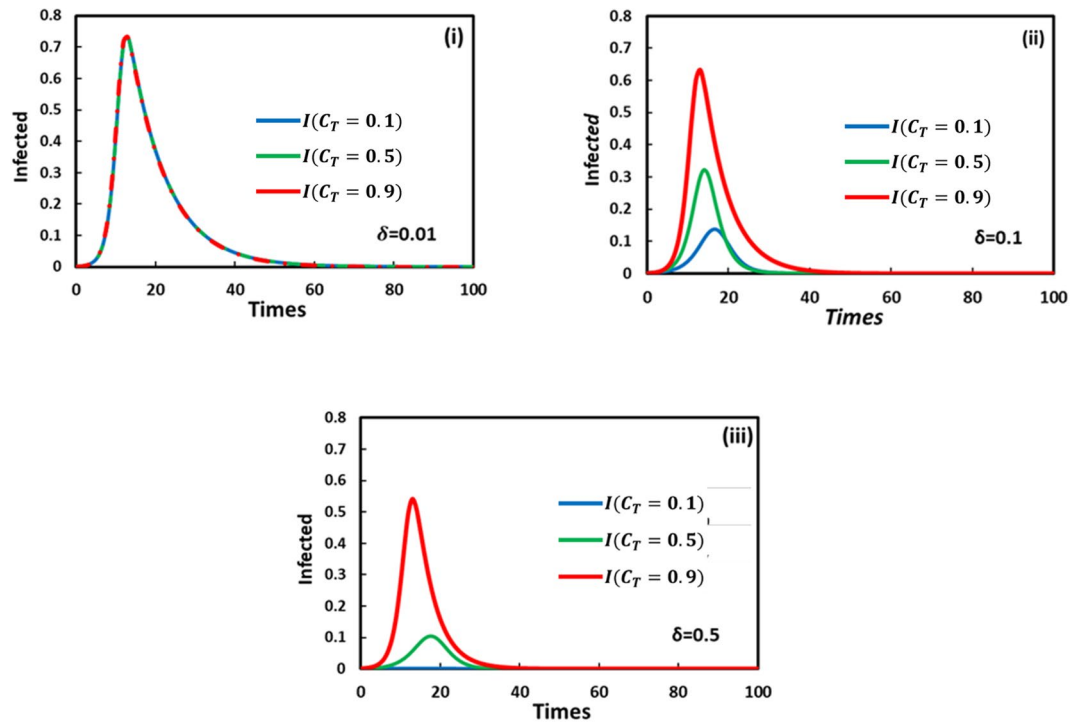 (i)
0.8
0.7
0.6
0.5
0.4
0.3
0.2
0.1
0
Infected
I(C_T = 0.1)
I(C_T = 0.5)
I(C_T = 0.9)
δ=0.01
0 20 40 60 80 100
Times
(ii)
0.8
0.7
0.6
0.5
0.4
0.3
0.2
0.1
0
Infected
I(C_T = 0.1)
I(C_T = 0.5)
I(C_T = 0.9)
δ=0.1
0 20 40 60 80 100
Times
(iii)
0.8
0.7
0.6
0.5
0.4
0.3
0.2
0.1
0
Infected
I(C_T = 0.1)
I(C_T = 0.5)
I(C_T = 0.9)
δ=0.5
0 20 40 60 80 100
Times